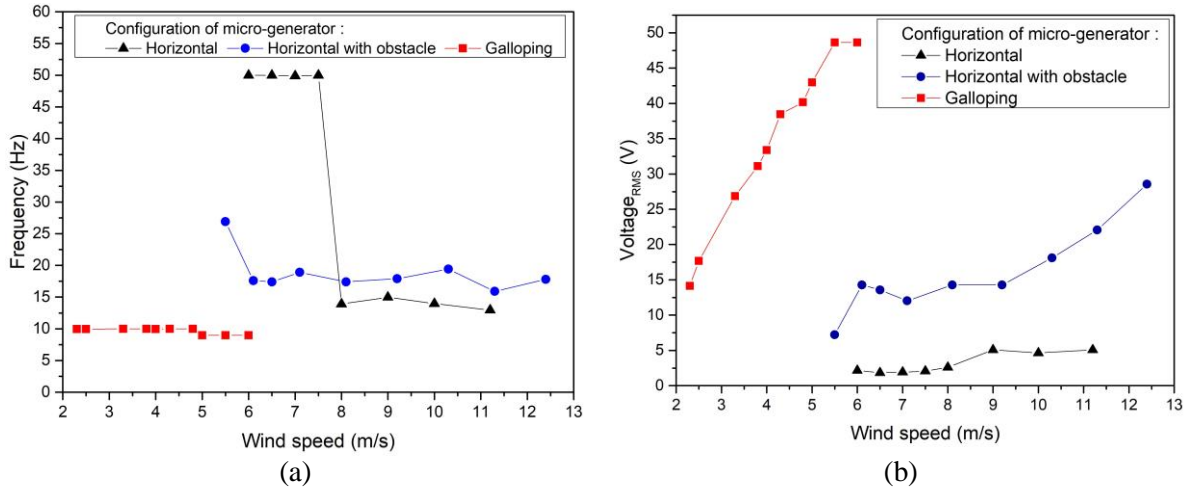 Configuration of micro-generator :
Horizontal Horizontal with obstacle Galloping
60
55
50
45
40
35
30
25
20
15
10
5
0
Frequency (Hz)
2 3 4 5 6 7 8 9 10 11 12 13
Wind speed (m/s)
(a)
Configuration of micro-generator :
Horizontal
Horizontal with obstacle
Galloping
50
45
40
35
30
25
20
15
10
5
0
Voltage RMS (V)
2 3 4 5 6 7 8 9 10 11 12 13
Wind speed (m/s)
(b)